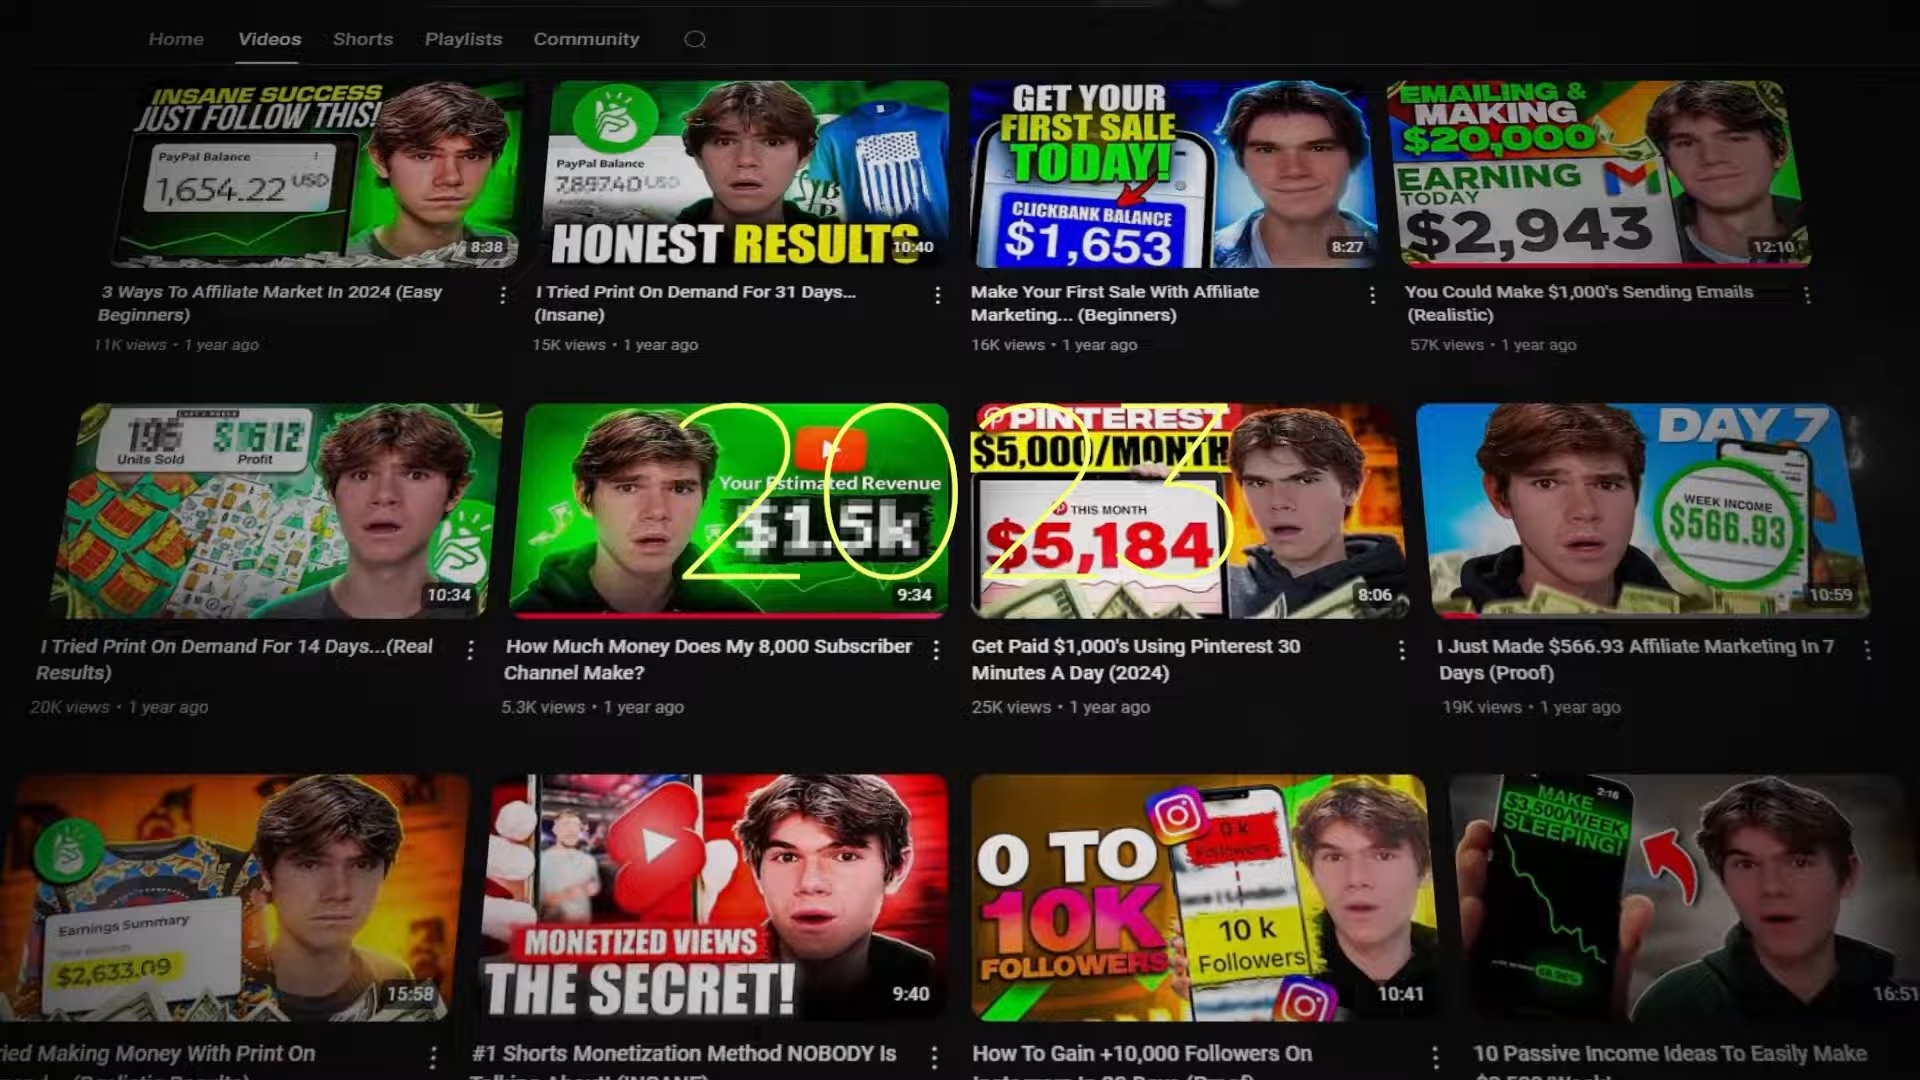 Home Videos Shorts Playlists Community
INSANE SUCCESS
JUST FOLLOW THIS!
PayPal Balance
1,654.22 USD
8:38
PayPal Balance
7,897.40 USD
HONEST RESULTS
10:40
GET YOUR
FIRST SALE
TODAY!
CLICKBANK BALANCE
$1,653
8:27
EMAILING &
MAKING
$20,000
EARNING
TODAY
$2,943
12:10
3 Ways To Affiliate Market In 2024 (Easy
Beginners)
11K views • 1 year ago
I Tried Print On Demand For 31 Days...
(Insane)
15K views • 1 year ago
Make Your First Sale With Affiliate
Marketing... (Beginners)
16K views • 1 year ago
You Could Make $1,000's Sending Emails
(Realistic)
57K views • 1 year ago
2023
196
Units Sold
$1612
Profit
10:34
Your Estimated Revenue
$1.5k
9:34
PINTEREST
$5,000/MONTH
THIS MONTH
$5,184
8:06
DAY 7
WEEK INCOME
$566.93
10:59
I Tried Print On Demand For 14 Days...(Real
Results)
20K views • 1 year ago
How Much Money Does My 8,000 Subscriber
Channel Make?
5.3K views • 1 year ago
Get Paid $1,000's Using Pinterest 30
Minutes A Day (2024)
25K views • 1 year ago
I Just Made $566.93 Affiliate Marketing In 7
Days (Proof)
19K views • 1 year ago
Earnings Summary
$2,633.09
15:58
MONETIZED VIEWS
THE SECRET!
9:40
0 TO
10K
FOLLOWERS
0 k
Followers
10 k
Followers
10:41
2:16
MAKE
$3,500/WEEK
SLEEPING!
16:51
ried Making Money With Print On
#1 Shorts Monetization Method NOBODY Is
How To Gain +10,000 Followers On
10 Passive Income Ideas To Easily Make